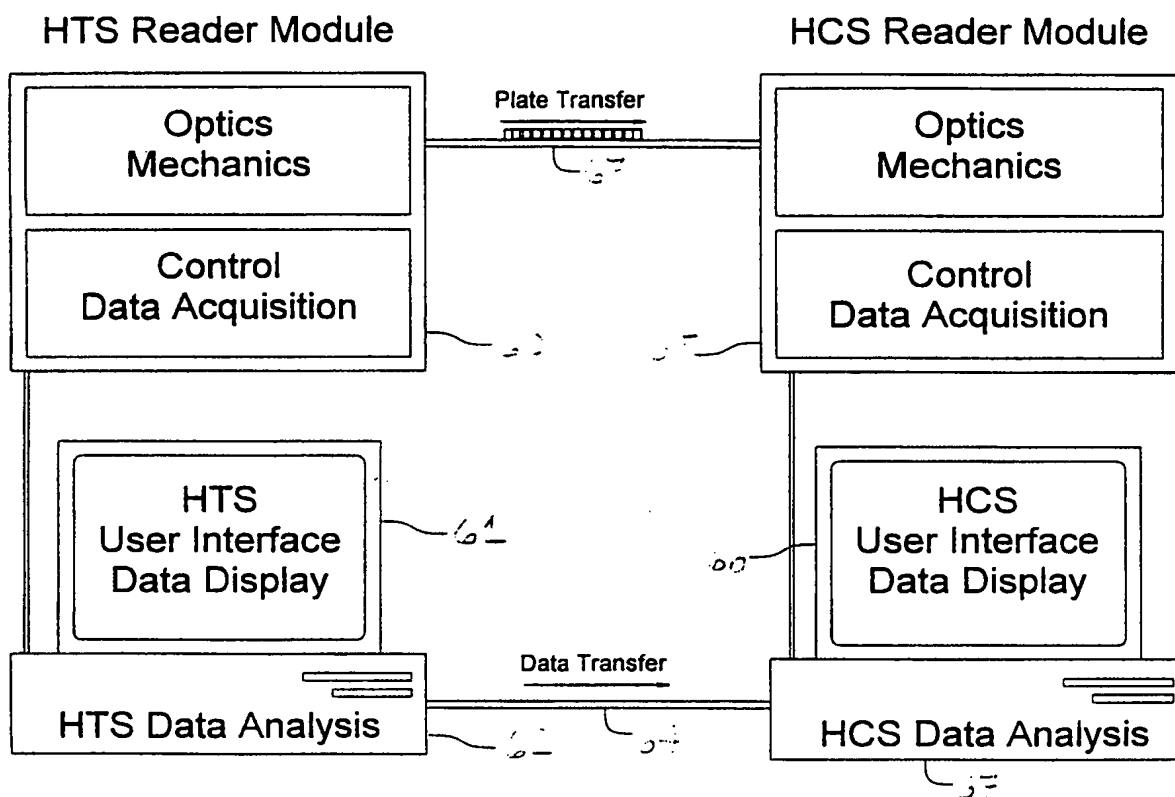 HTS Reader Module
HCS Reader Module
Optics
Mechanics
Control
Data Acquisition
Plate Transfer
Optics
Mechanics
Control
Data Acquisition
HTS
User Interface
Data Display
HCS
User Interface
Data Display
60
Data Transfer
HTS Data Analysis
HCS Data Analysis